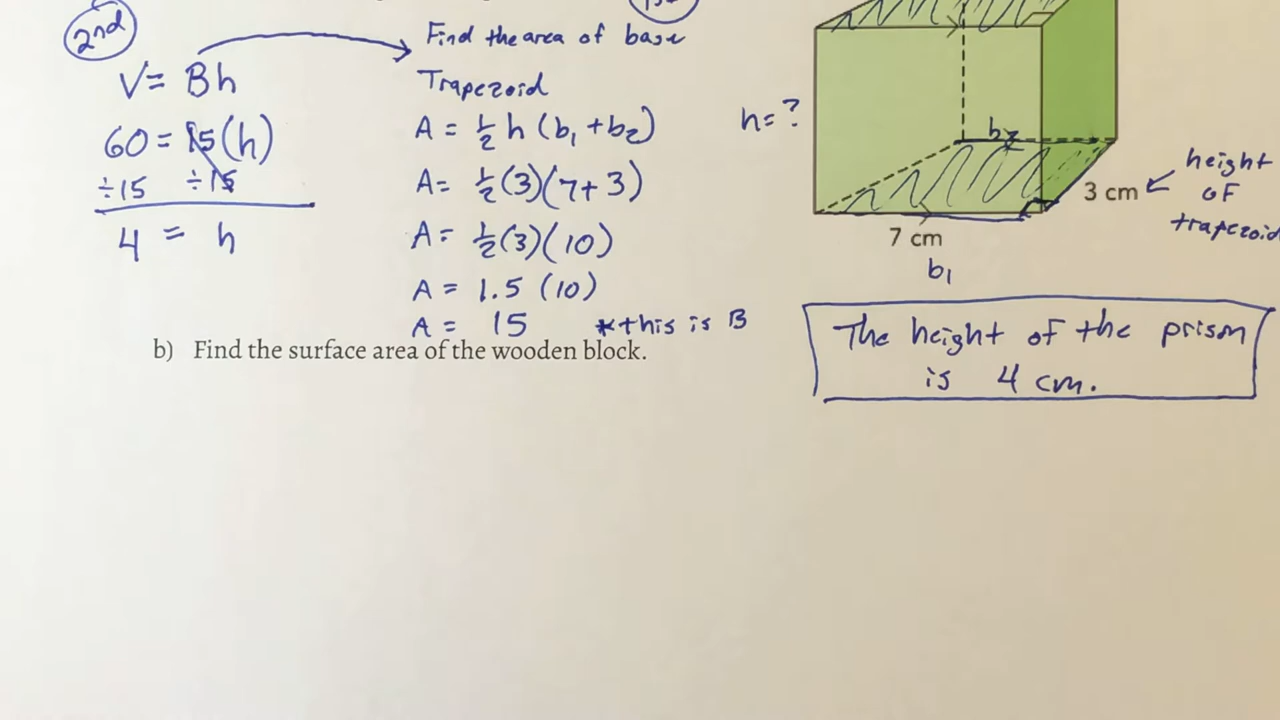 2nd
Find the area of base
V = Bh
Trapezoid
60 = 15(h)
÷15 ÷15
4 = h
A = ½ h (b₁ + b₂)
A = ½(3)(7+3)
A = ½(3)(10)
A = 1.5 (10)
A = 15 *this is B
h = ?
b₂
3 cm
height
of
trapezoid
7 cm
b₁
The height of the prism
is 4 cm.
b) Find the surface area of the wooden block.